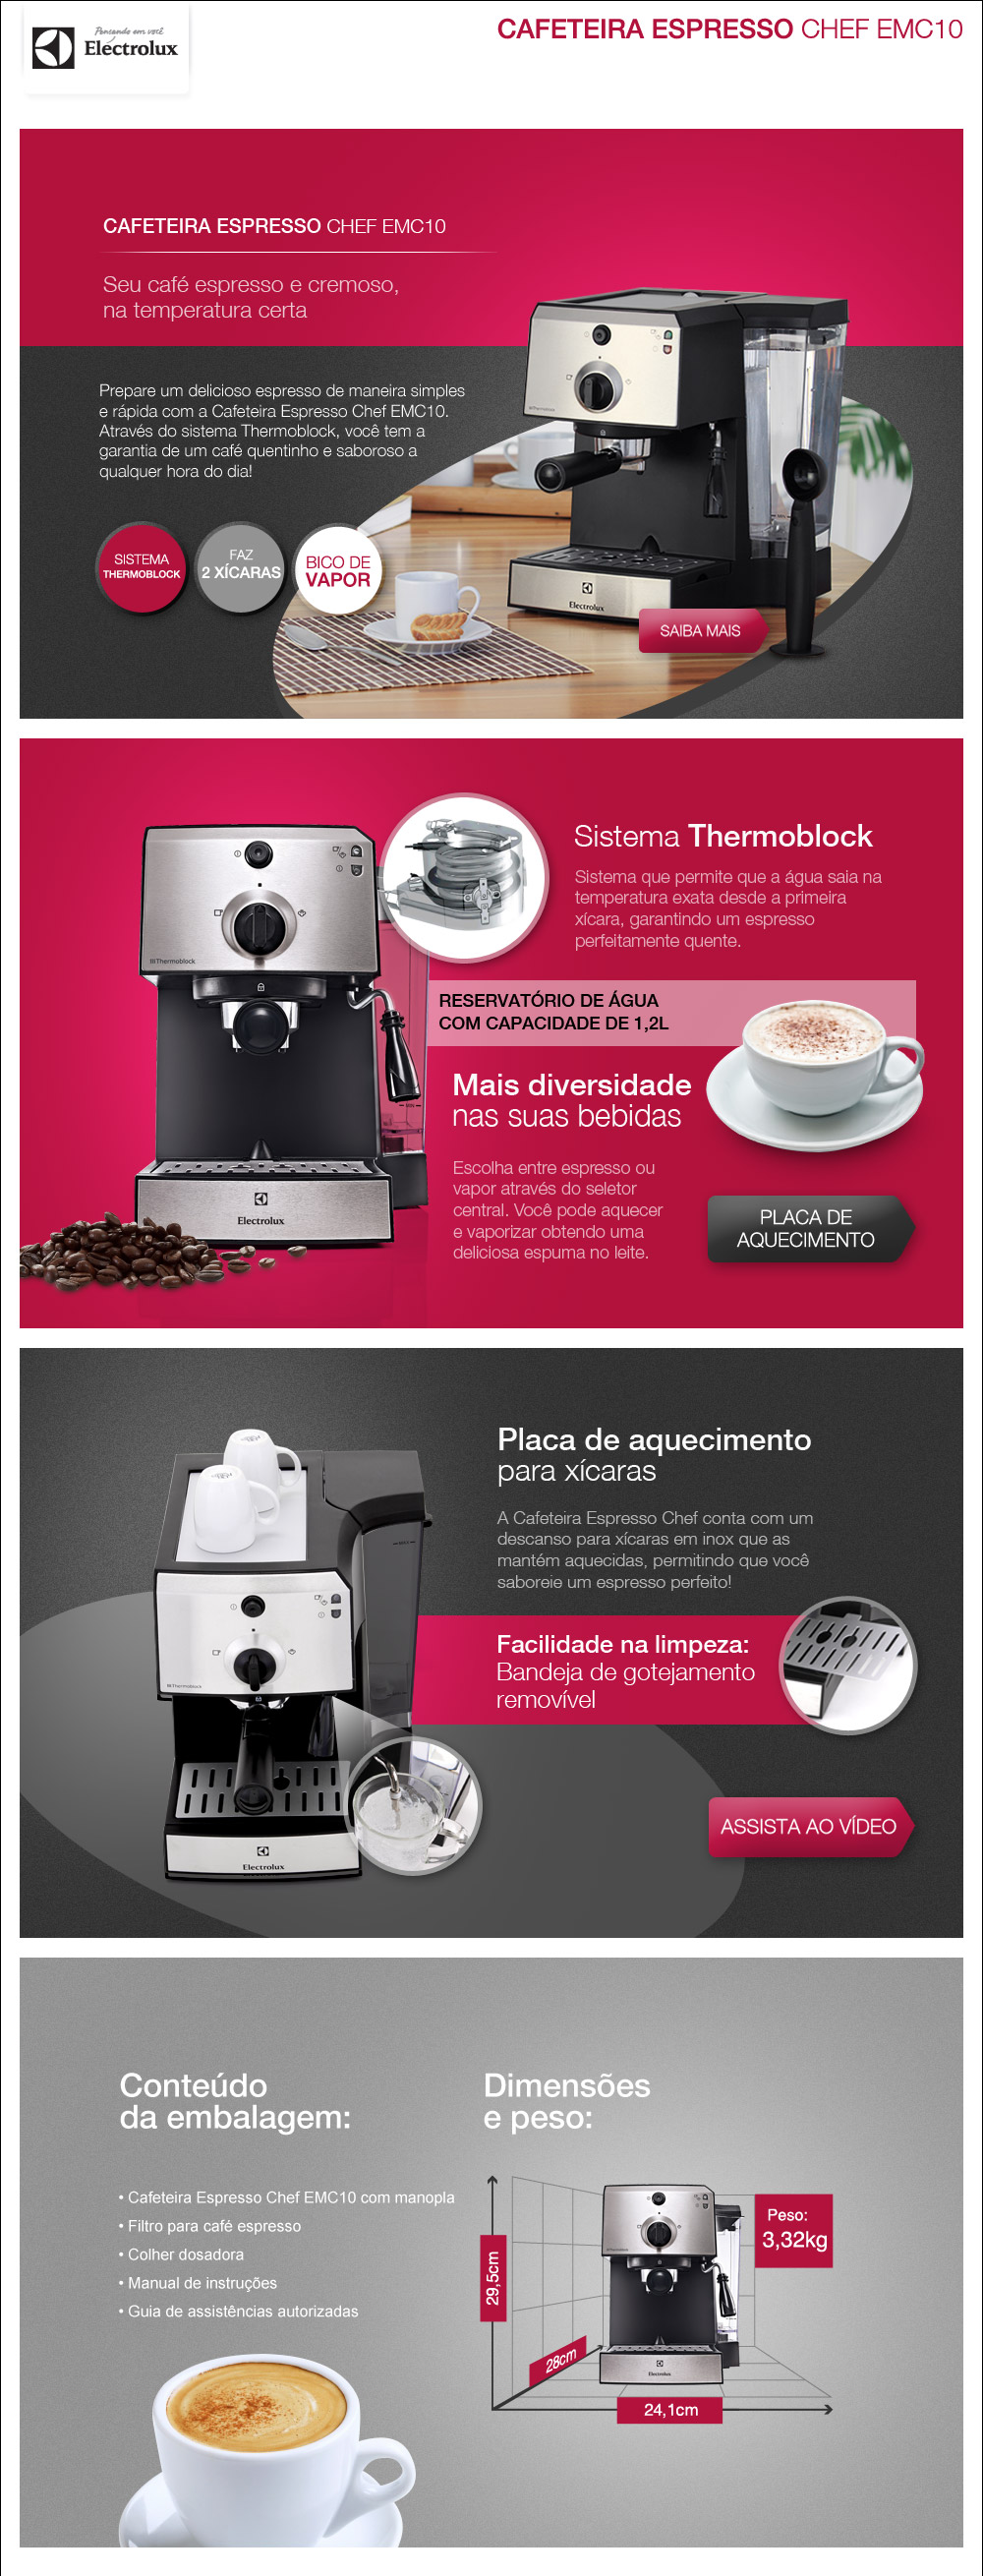 Pensando em você
Electrolux
CAFETEIRA ESPRESSO CHEF EMC10
CAFETEIRA ESPRESSO CHEF EMC10
Seu café espresso e cremoso,
na temperatura certa
Prepare um delicioso espresso de maneira simples
e rápida com a Cafeteira Espresso Chef EMC10.
Através do sistema Thermoblock, você tem a
garantia de um café quentinho e saboroso a
qualquer hora do dia!
SISTEMA
THERMOBLOCK
FAZ
2 XÍCARAS
BICO DE
VAPOR
Thermoblock
Electrolux
SAIBA MAIS
Sistema Thermoblock
Sistema que permite que a água saia na
temperatura exata desde a primeira
xícara, garantindo um espresso
perfeitamente quente.
Thermoblock
RESERVATÓRIO DE ÁGUA
COM CAPACIDADE DE 1,2L
Mais diversidade
nas suas bebidas
Escolha entre espresso ou
vapor através do seletor
central. Você pode aquecer
e vaporizar obtendo uma
deliciosa espuma no leite.
Electrolux
PLACA DE
AQUECIMENTO
Placa de aquecimento
para xícaras
A Cafeteira Espresso Chef conta com um
descanso para xícaras em inox que as
mantém aquecidas, permitindo que você
saboreie um espresso perfeito!
Thermoblock
Facilidade na limpeza:
Bandeja de gotejamento
removível
Electrolux
ASSISTA AO VÍDEO
Conteúdo
da embalagem:
• Cafeteira Espresso Chef EMC10 com manopla
• Filtro para café espresso
• Colher dosadora
• Manual de instruções
• Guia de assistências autorizadas
Dimensões
e peso:
Peso:
3,32kg
29,5cm
28cm
Electrolux
24,1cm